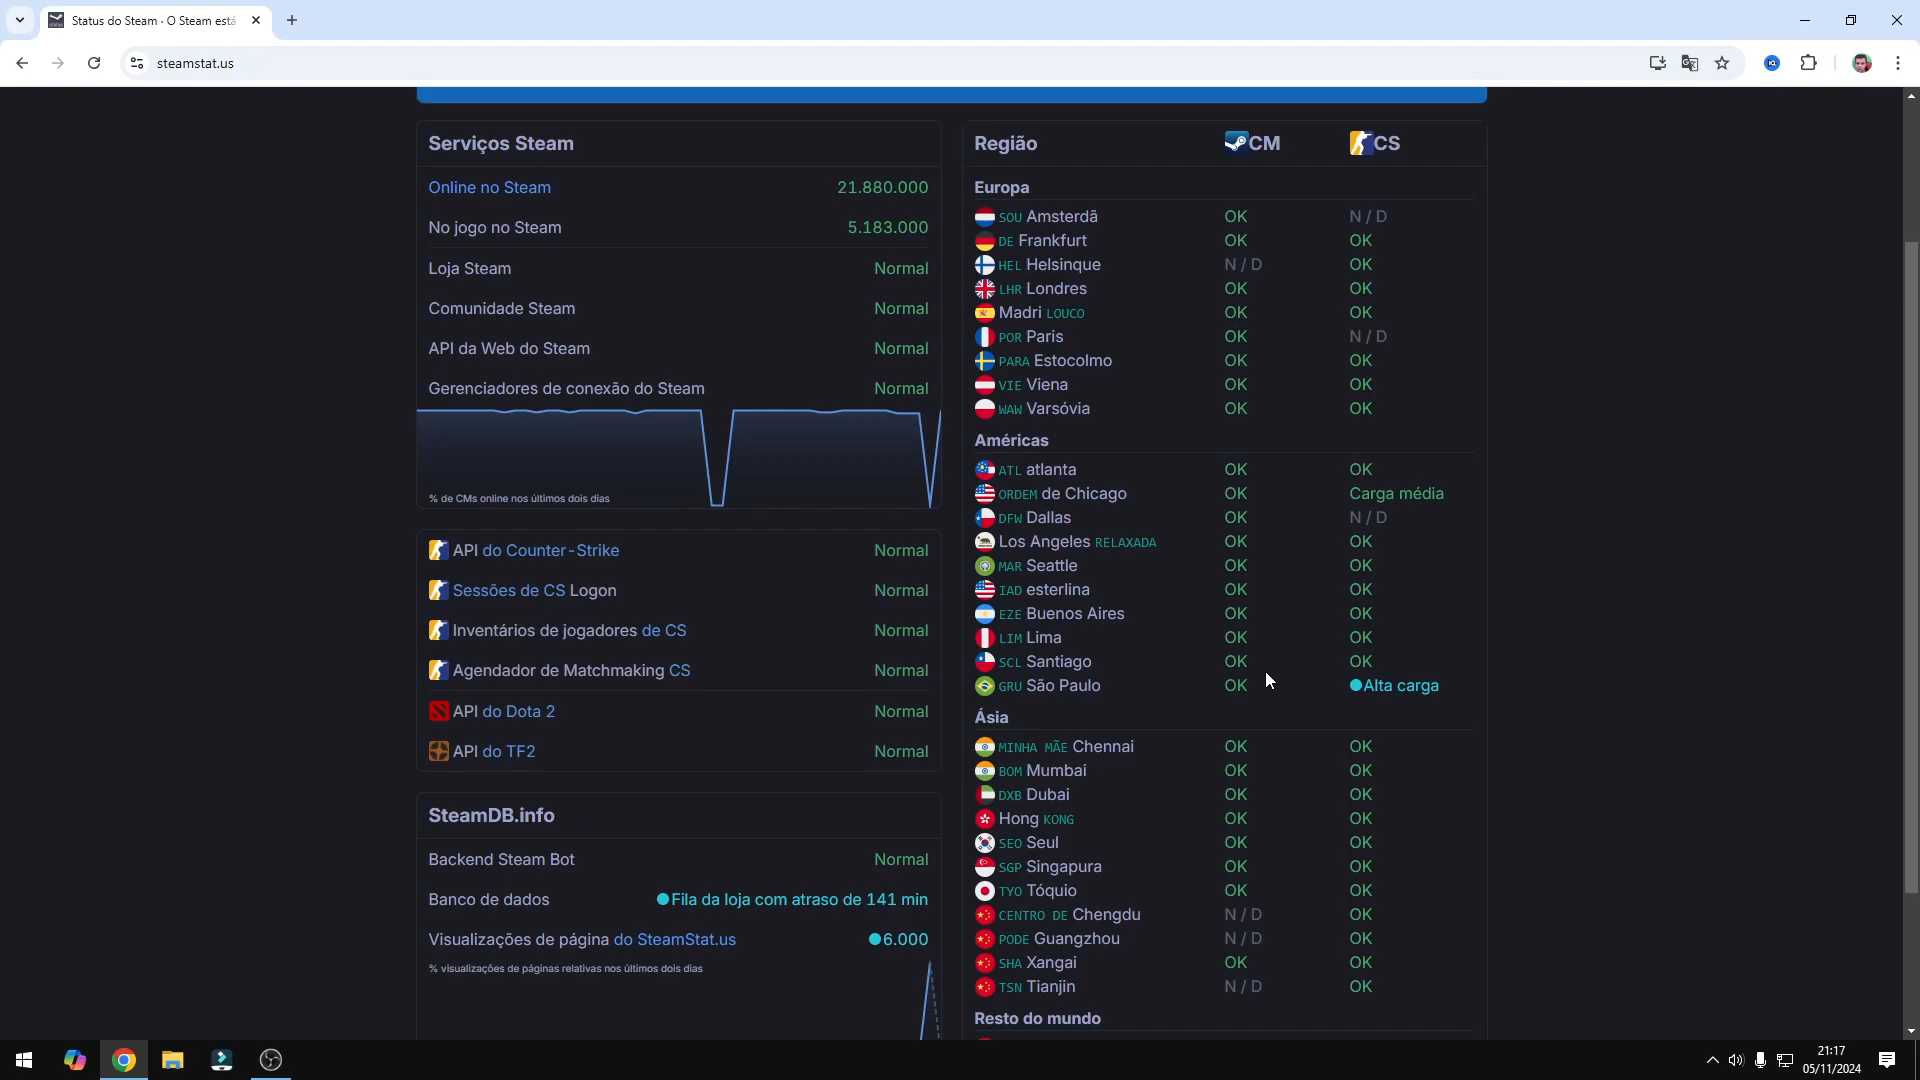 Status do Steam · O Steam está
steamstat.us
Serviços Steam
Online no Steam 21.880.000
No jogo no Steam 5.183.000
Loja Steam Normal
Comunidade Steam Normal
API da Web do Steam Normal
Gerenciadores de conexão do Steam Normal
% de CMs online nos últimos dois dias
API do Counter-Strike Normal
Sessões de CS Logon Normal
Inventários de jogadores de CS Normal
Agendador de Matchmaking CS Normal
API do Dota 2 Normal
API do TF2 Normal
SteamDB.info
Backend Steam Bot Normal
Banco de dados Fila da loja com atraso de 141 min
Visualizações de página do SteamStat.us 6.000
% visualizações de páginas relativas nos últimos dois dias
Região CM CS
Europa
SOU Amsterdã OK N / D
DE Frankfurt OK OK
HEL Helsinque N / D OK
LHR Londres OK OK
Madri LOUCO OK OK
POR Paris OK N / D
PARA Estocolmo OK OK
VIE Viena OK OK
WAW Varsóvia OK OK
Américas
ATL atlanta OK OK
ORDEM de Chicago OK Carga média
DFW Dallas OK N / D
Los Angeles RELAXADA OK OK
MAR Seattle OK OK
IAD esterlina OK OK
EZE Buenos Aires OK OK
LIM Lima OK OK
SCL Santiago OK OK
GRU São Paulo OK Alta carga
Ásia
MINHA MÃE Chennai OK OK
BOM Mumbai OK OK
DXB Dubai OK OK
Hong KONG OK OK
SEO Seul OK OK
SGP Singapura OK OK
TYO Tóquio OK OK
CENTRO DE Chengdu N / D OK
PODE Guangzhou N / D OK
SHA Xangai OK OK
TSN Tianjin N / D OK
Resto do mundo
21:17
05/11/2024